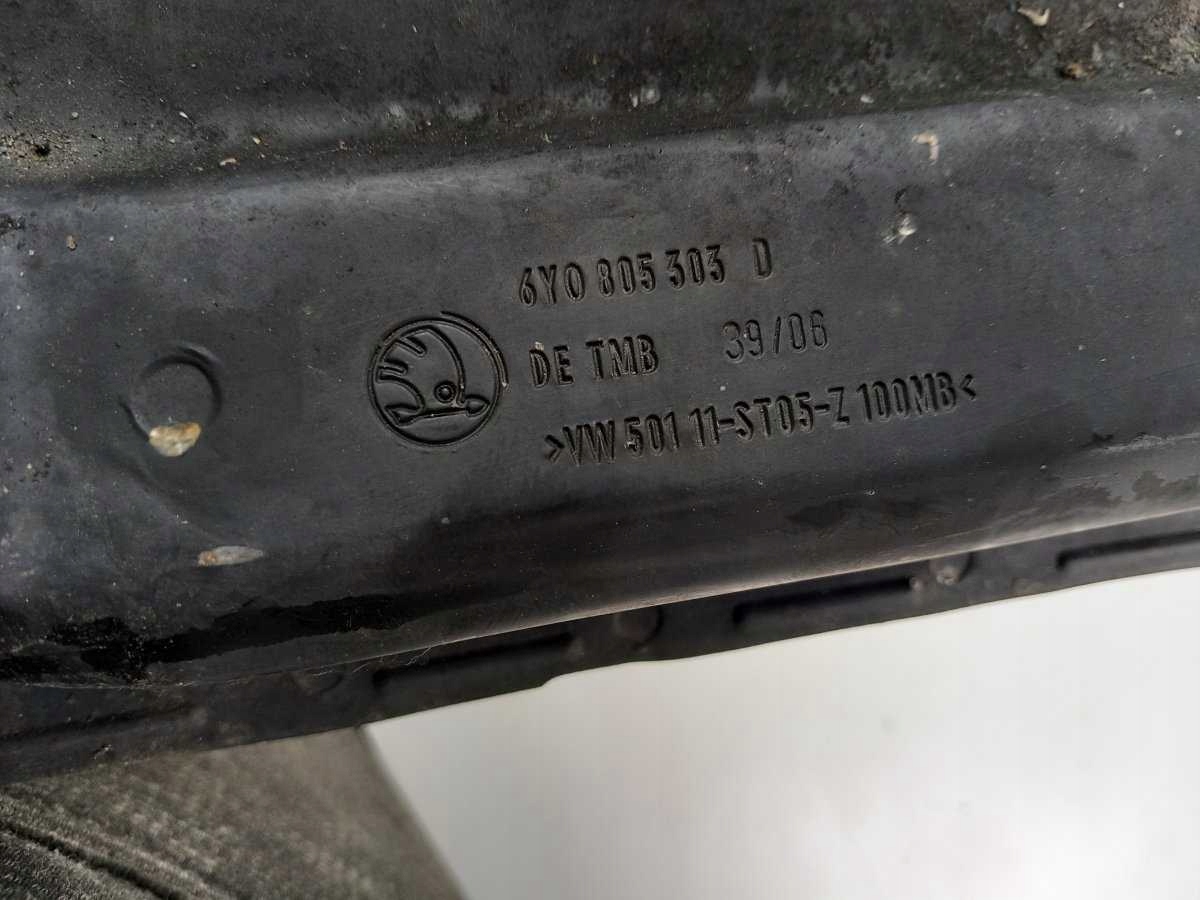 6Y0 805 303 D
DE TMB 39/06
>VW 501 11-ST05-Z 100MB<